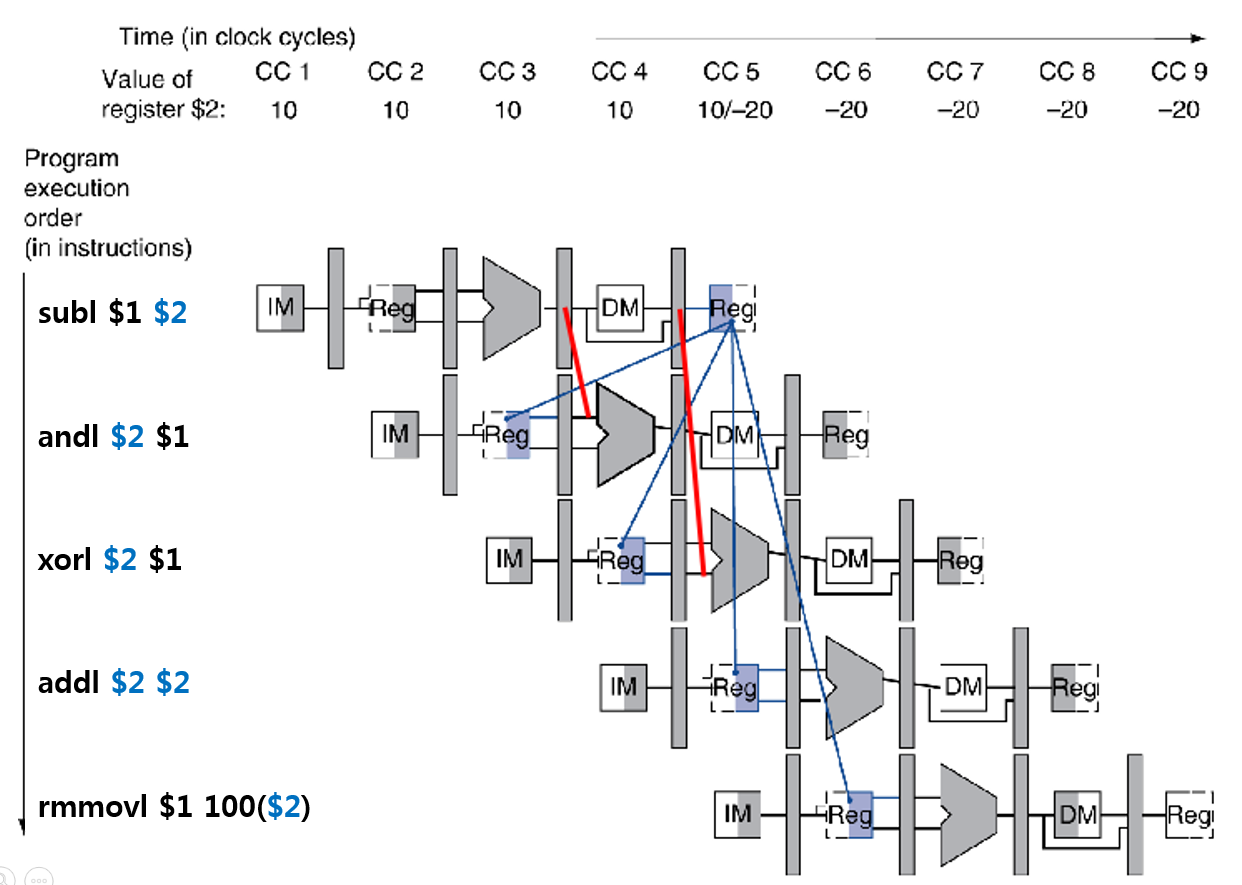 Time (in clock cycles)
CC 1 CC 2 CC 3 CC 4 CC 5 CC 6 CC 7 CC 8 CC 9
Value of
register $2: 10 10 10 10 10/–20 –20 –20 –20 –20
Program
execution
order
(in instructions)
subl $1 $2
IM Reg DM Reg
andl $2 $1
IM Reg DM Reg
xorl $2 $1
IM Reg DM Reg
addl $2 $2
IM Reg DM Reg
rmmovl $1 100($2)
IM Reg DM Reg